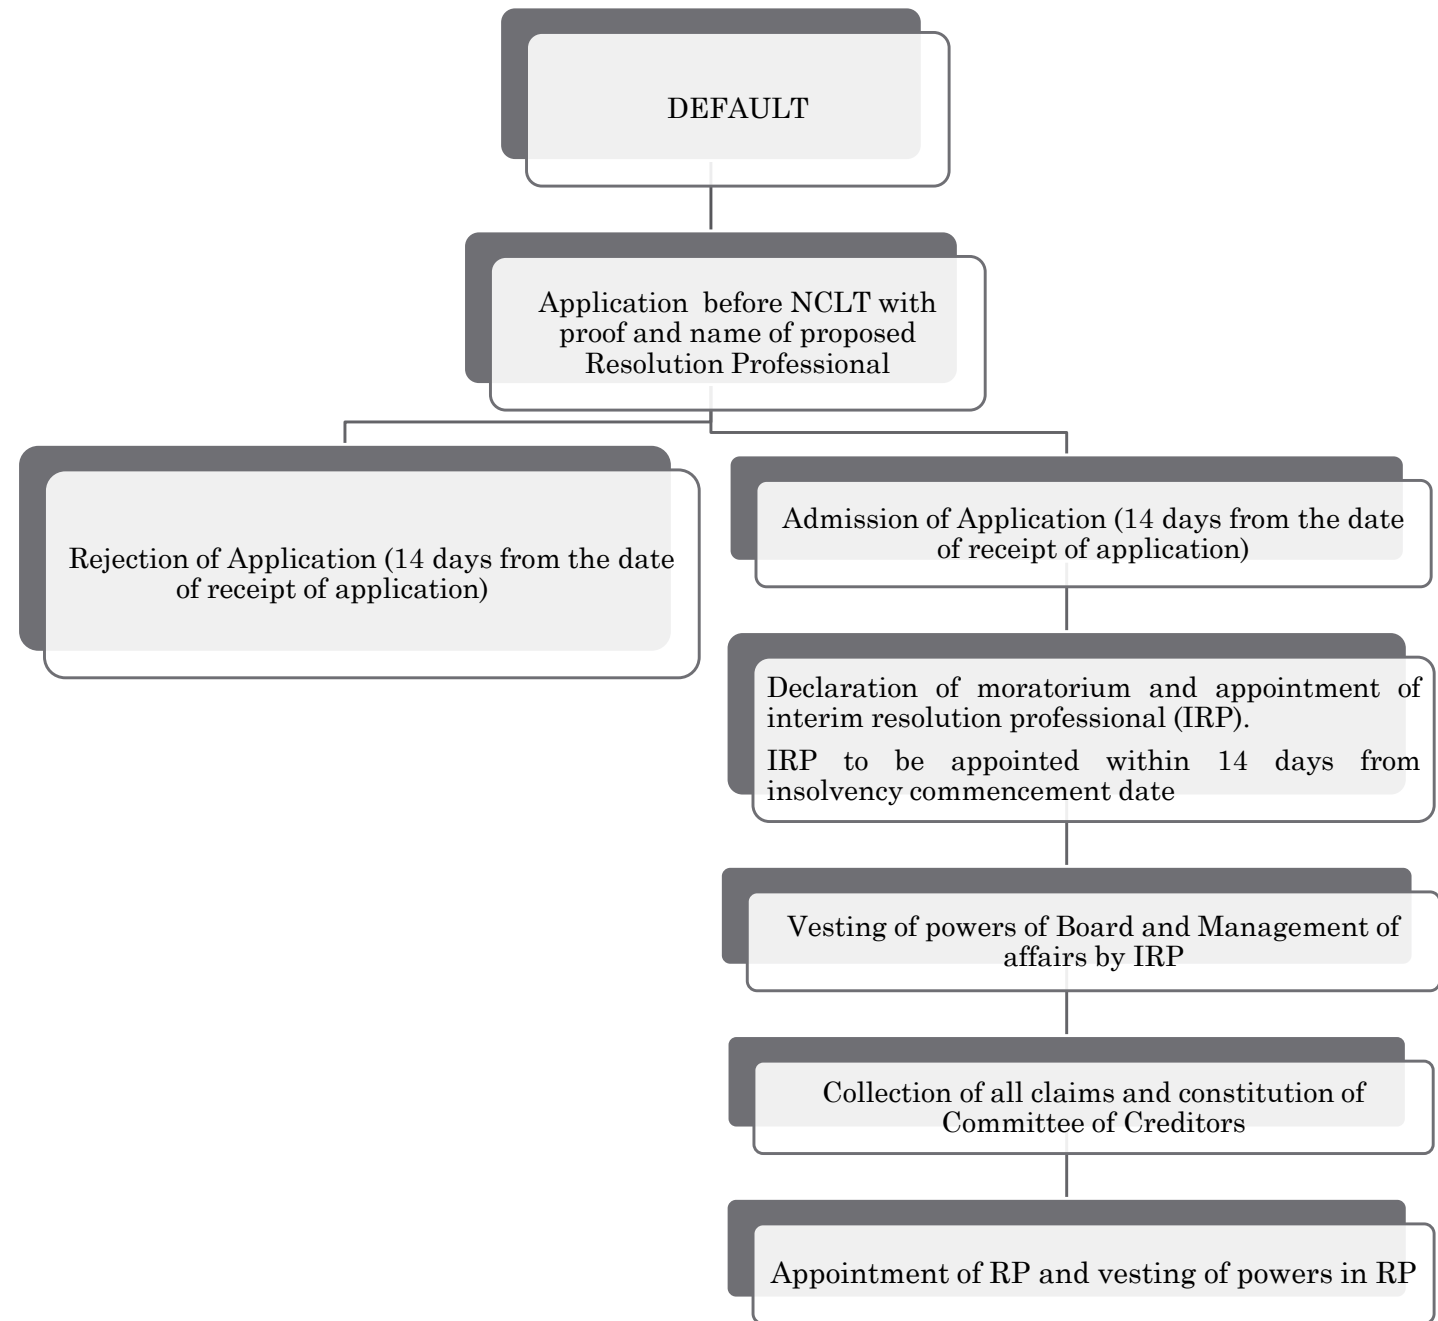 DEFAULT
Application before NCLT with
proof and name of proposed
Resolution Professional
Rejection of Application (14 days from the date
of receipt of application)
Admission of Application (14 days from the date
of receipt of application)
Declaration of moratorium and appointment of
interim resolution professional (IRP).
IRP to be appointed within 14 days from
insolvency commencement date
Vesting of powers of Board and Management of
affairs by IRP
Collection of all claims and constitution of
Committee of Creditors
Appointment of RP and vesting of powers in RP